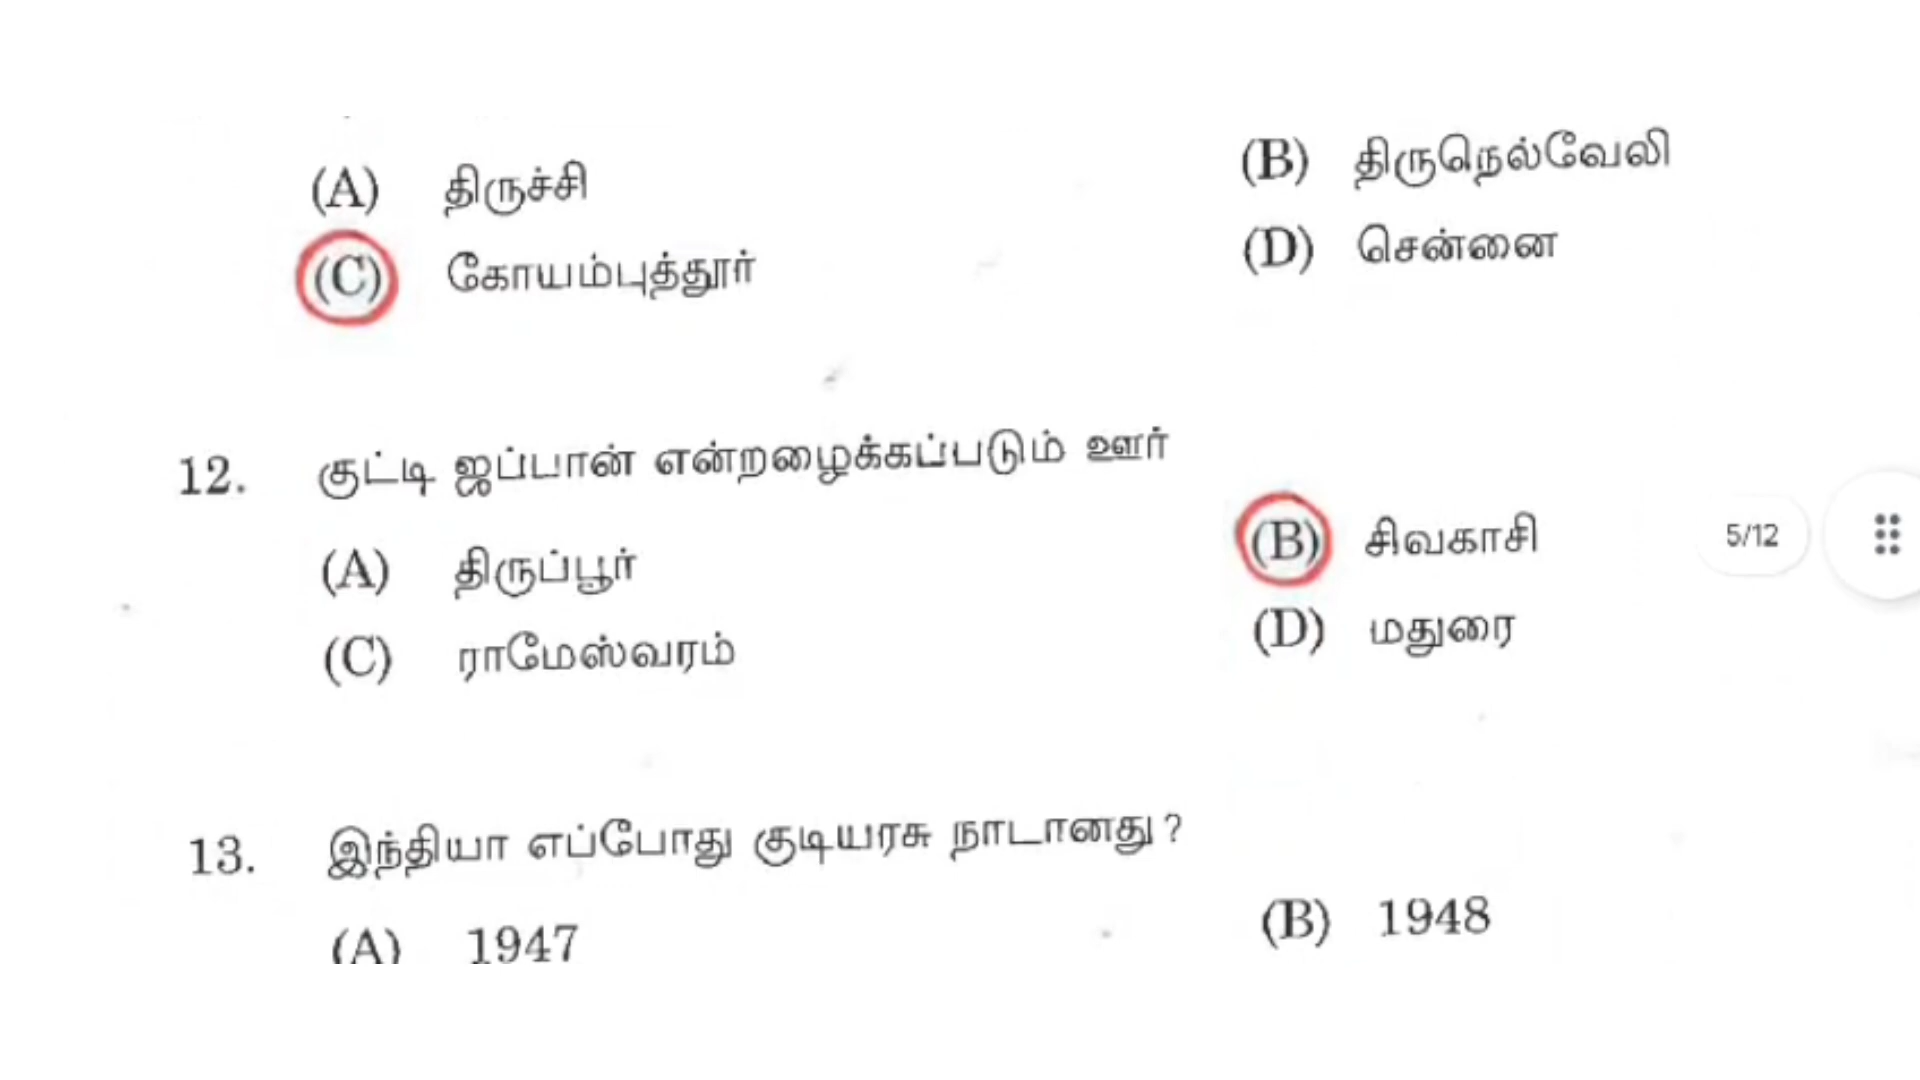 (A) திருச்சி (B) திருநெல்வேலி
(C) கோயம்புத்தூர் (D) சென்னை
12. குட்டி ஜப்பான் என்றழைக்கப்படும் ஊர்
(A) திருப்பூர் (B) சிவகாசி
(C) ராமேஸ்வரம் (D) மதுரை
5/12
13. இந்தியா எப்போது குடியரசு நாடானது?
(A) 1947 (B) 1948